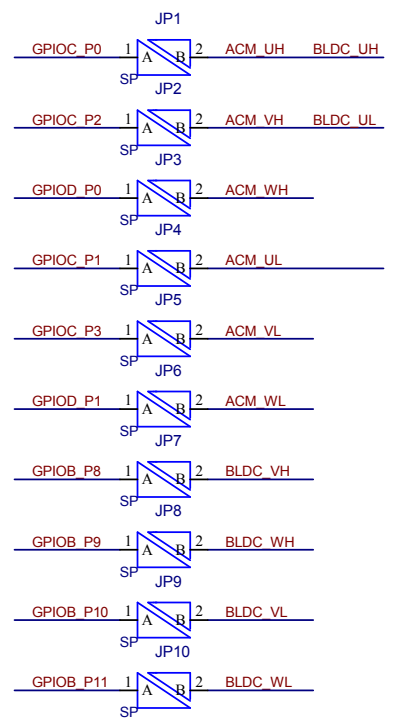 JP1
GPIOC_P0 1 A B 2 ACM_UH BLDC_UH
SP JP2
GPIOC_P2 1 A B 2 ACM_VH BLDC_UL
SP JP3
GPIOD_P0 1 A B 2 ACM_WH
SP JP4
GPIOC_P1 1 A B 2 ACM_UL
SP JP5
GPIOC_P3 1 A B 2 ACM_VL
SP JP6
GPIOD_P1 1 A B 2 ACM_WL
SP JP7
GPIOB_P8 1 A B 2 BLDC_VH
SP JP8
GPIOB_P9 1 A B 2 BLDC_WH
SP JP9
GPIOB_P10 1 A B 2 BLDC_VL
SP JP10
GPIOB_P11 1 A B 2 BLDC_WL
SP